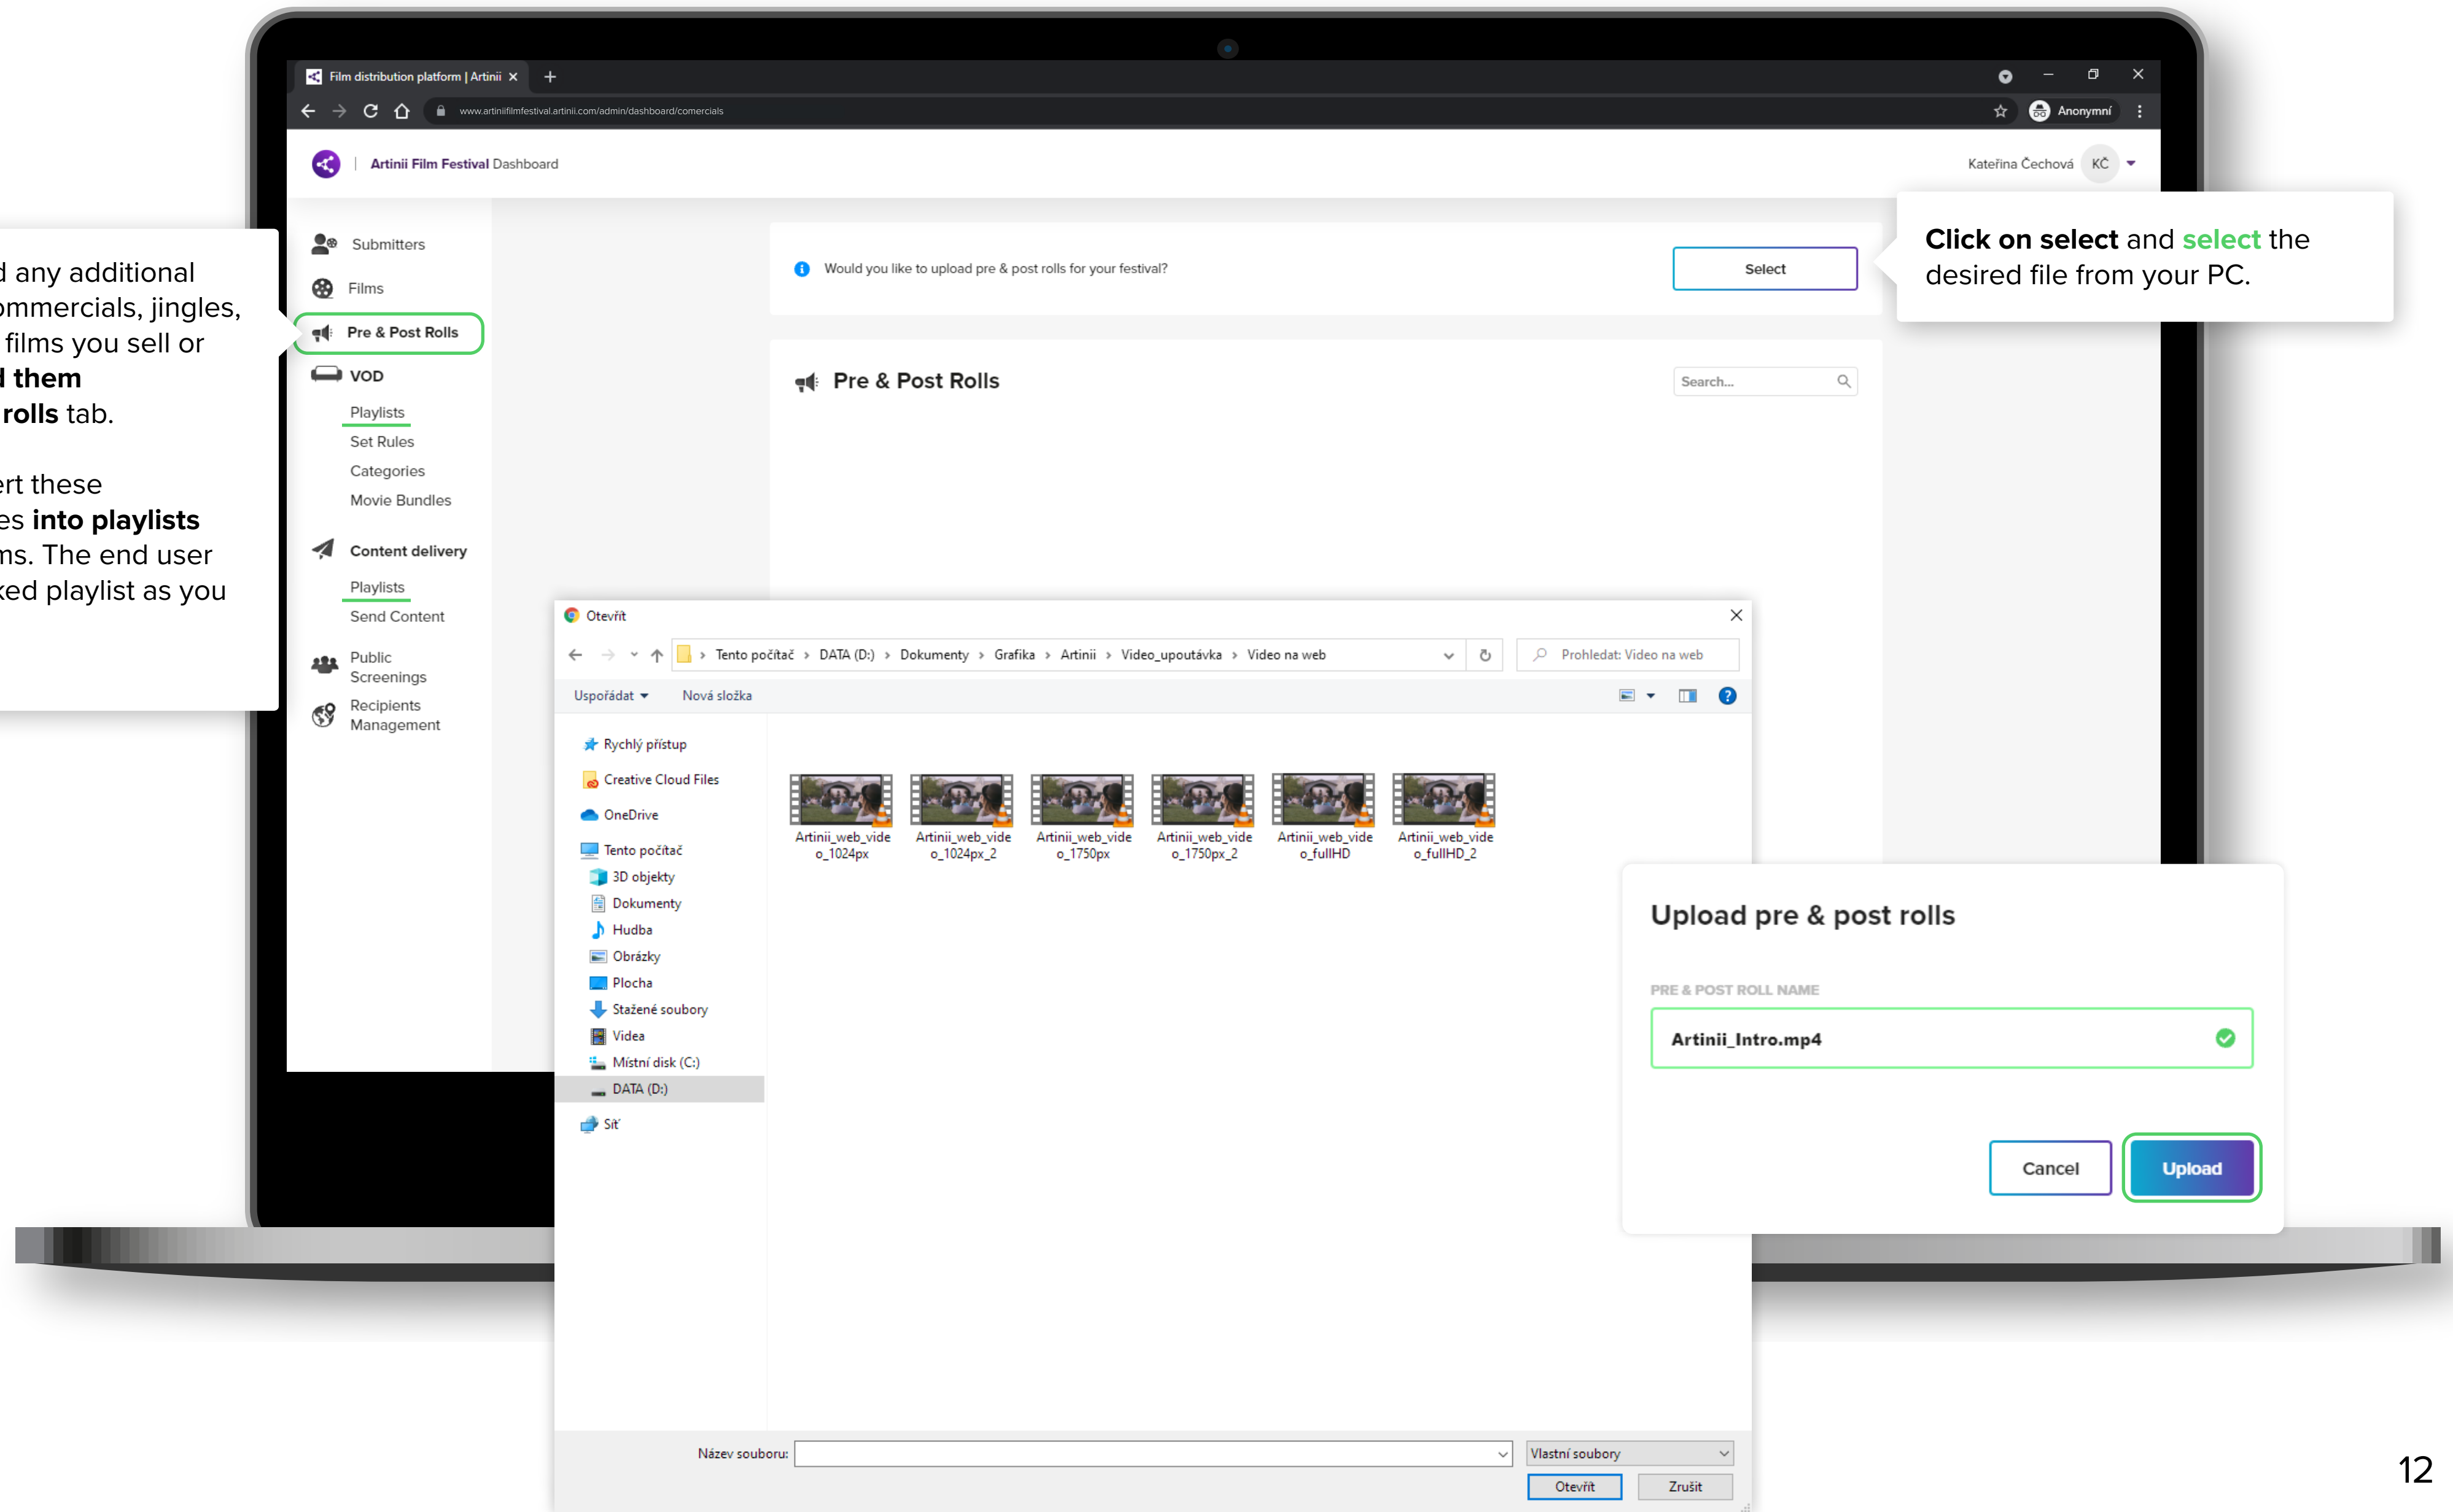 Film distribution platform | Artinii
www.artiniifilmfestival.artinii.com/admin/dashboard/comercials
Anonymní
Artinii Film Festival Dashboard
Kateřina Čechová KČ
any additional
commercials, jingles,
films you sell or
them
rolls tab.
these
into playlists
The end user
playlist as you
Submitters
Films
Pre & Post Rolls
VOD
Playlists
Set Rules
Categories
Movie Bundles
Content delivery
Playlists
Send Content
Public
Screenings
Recipients
Management
Would you like to upload pre & post rolls for your festival?
Select
Click on select and select the
desired file from your PC.
Pre & Post Rolls
Search...
Otevřít
Tento počítač › DATA (D:) › Dokumenty › Grafika › Artinii › Video_upoutávka › Video na web
Prohledat: Video na web
Uspořádat
Nová složka
Rychlý přístup
Creative Cloud Files
OneDrive
Tento počítač
3D objekty
Dokumenty
Hudba
Obrázky
Plocha
Stažené soubory
Videa
Místní disk (C:)
DATA (D:)
Síť
Artinii_web_vide
o_1024px
Artinii_web_vide
o_1024px_2
Artinii_web_vide
o_1750px
Artinii_web_vide
o_1750px_2
Artinii_web_vide
o_fullHD
Artinii_web_vide
o_fullHD_2
Název souboru:
Vlastní soubory
Otevřít
Zrušit
Upload pre & post rolls
PRE & POST ROLL NAME
Artinii_Intro.mp4
Cancel
Upload
12